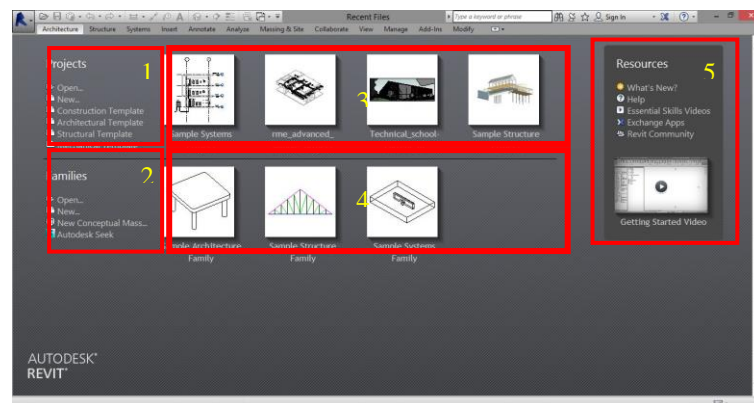 Recent Files
Type a keyword or phrase
Sign In
Architecture Structure Systems Insert Annotate Analyze Massing & Site Collaborate View Manage Add-Ins Modify
Projects
1
Open...
New...
Construction Template
Architectural Template
Structural Template
3
Sample Systems
rme_advanced_
Technical_school-
Sample Structure
Families
2
Open...
New...
New Conceptual Mass...
Autodesk Seek
4
Sample Architecture
Family
Sample Structure
Family
Sample Systems
Family
Resources
5
What's New?
Help
Essential Skills Videos
Exchange Apps
Revit Community
Getting Started Video
AUTODESK®
REVIT®